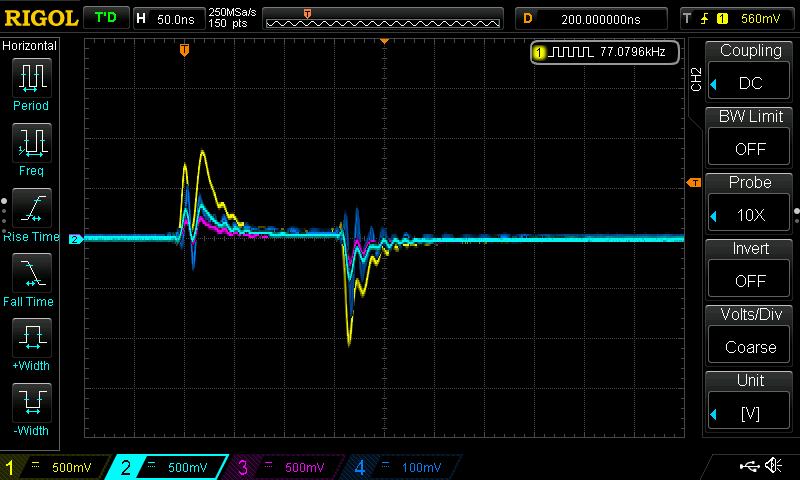 RIGOL T'D H 50.0ns 250MSa/s 150 pts T D 200.000000ns T 1 560mV
Horizontal
Period
Freq
Rise Time
Fall Time
+Width
-Width
T
1 77.0796kHz
T
2
CH2
Coupling
DC
BW Limit
OFF
Probe
10X
Invert
OFF
Volts/Div
Coarse
Unit
[V]
1 500mV 2 500mV 3 500mV 4 100mV